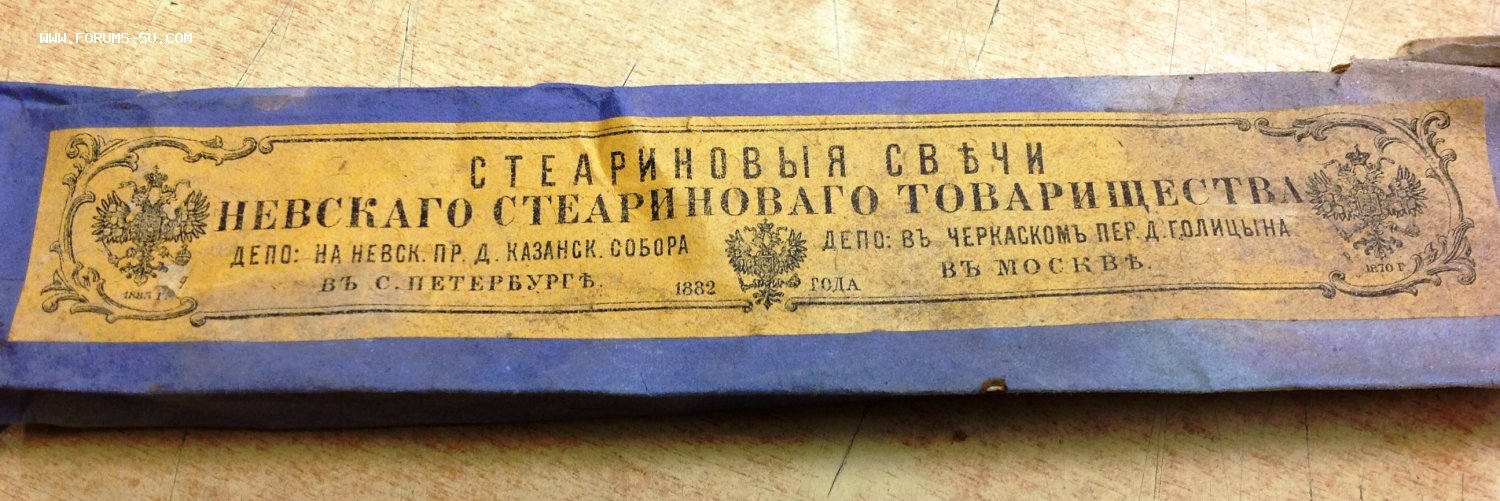 WWW.FORUMS-SU.COM
СТЕАРИНОВЫЯ СВѢЧИ
НЕВСКАГО СТЕАРИНОВАГО ТОВАРИЩЕСТВА
ДЕПО: НА НЕВСК. ПР. Д. КАЗАНСК. СОБОРА
ВЪ С. ПЕТЕРБУРГѢ.
ДЕПО: ВЪ ЧЕРКАСКОМЪ ПЕР. Д. ГОЛИЦЫНА
ВЪ МОСКВѢ.
1882 ГОДА
1870 Г